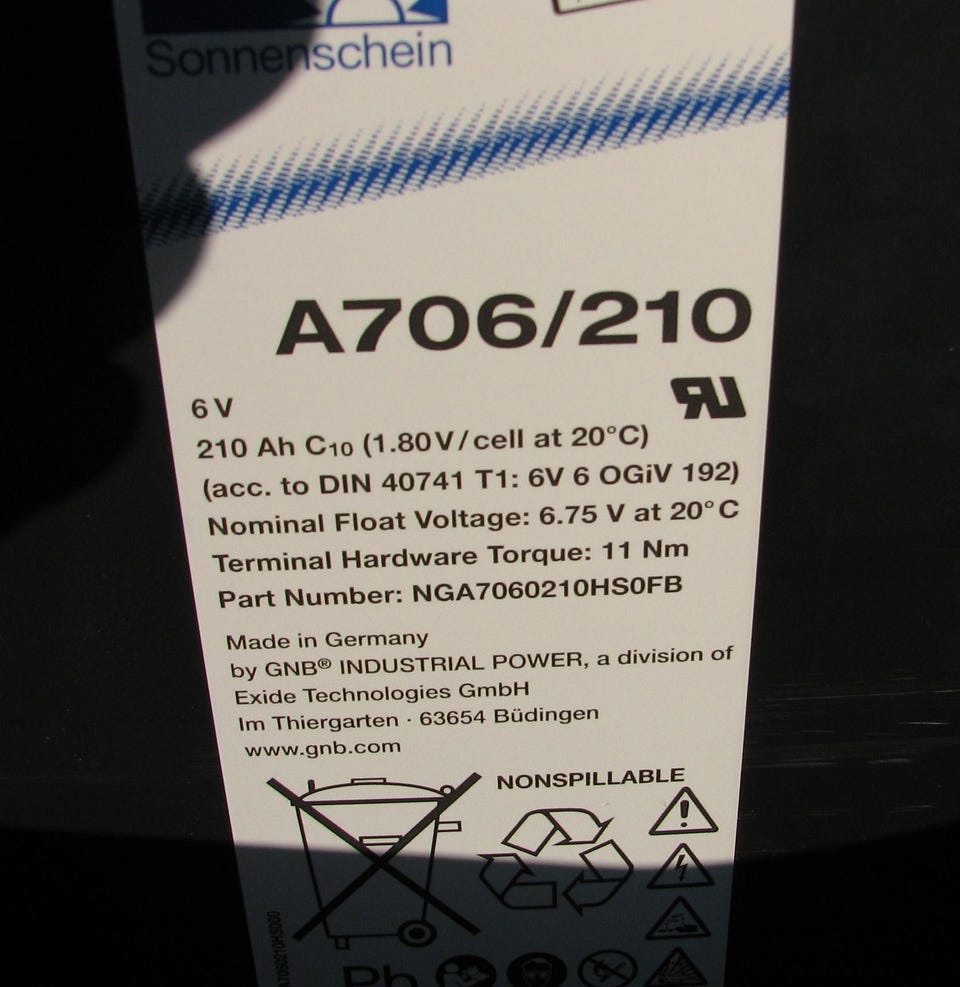 Sonnenschein
A706/210
6 V
210 Ah C₁₀ (1.80V/cell at 20°C)
(acc. to DIN 40741 T1: 6V 6 OGiV 192)
Nominal Float Voltage: 6.75 V at 20°C
Terminal Hardware Torque: 11 Nm
Part Number: NGA7060210HS0FB
Made in Germany
by GNB® INDUSTRIAL POWER, a division of
Exide Technologies GmbH
Im Thiergarten · 63654 Büdingen
www.gnb.com
NONSPILLABLE
Pb